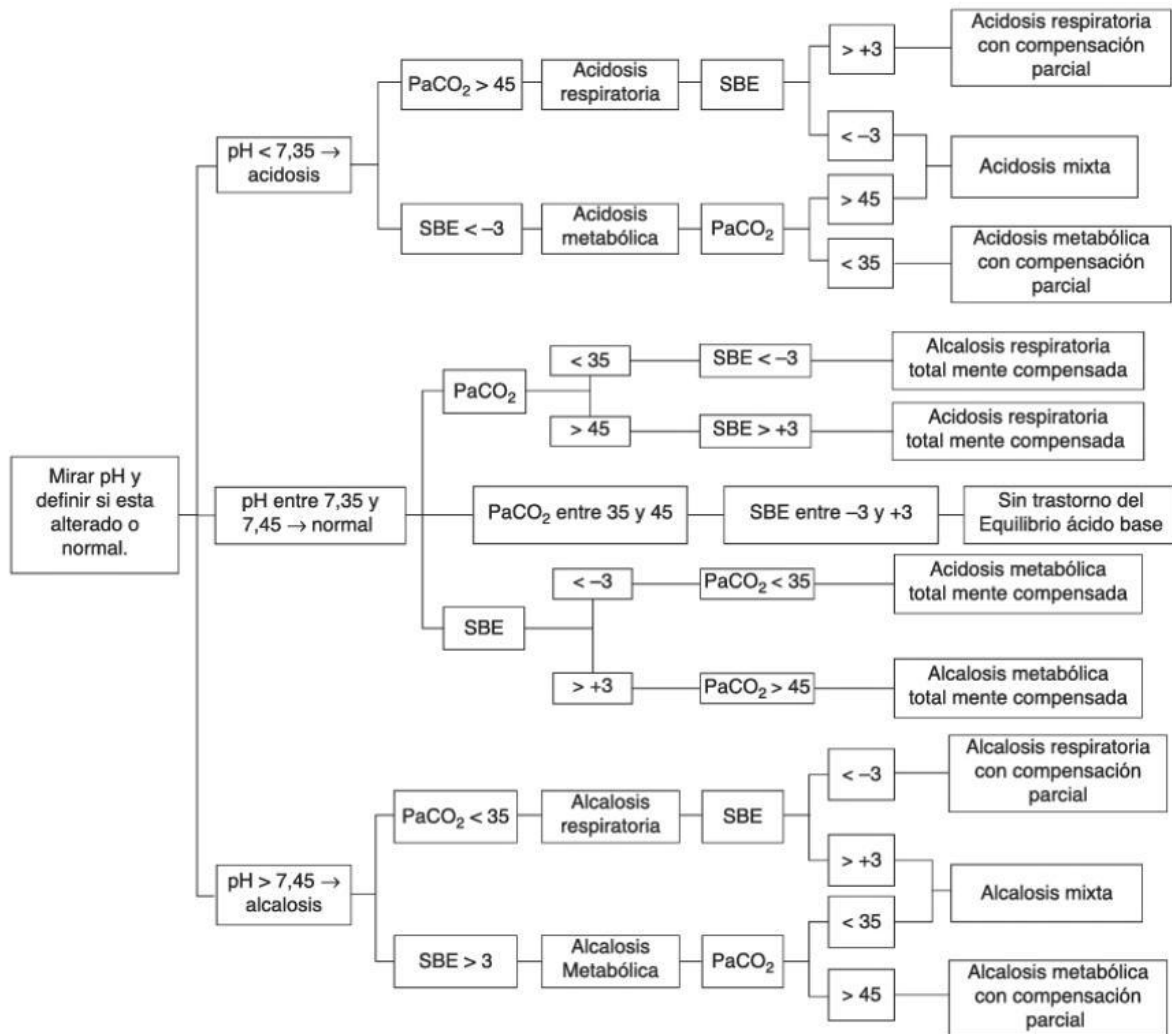 Mirar pH y
definir si esta
alterado o
normal.
pH < 7,35 →
acidosis
PaCO₂ > 45
Acidosis
respiratoria
SBE
> +3
Acidosis respiratoria
con compensación
parcial
< –3
Acidosis mixta
SBE < –3
Acidosis
metabólica
PaCO₂
> 45
< 35
Acidosis metabólica
con compensación
parcial
pH entre 7,35 y
7,45 → normal
PaCO₂
< 35
SBE < –3
Alcalosis respiratoria
total mente compensada
> 45
SBE > +3
Acidosis respiratoria
total mente compensada
PaCO₂ entre 35 y 45
SBE entre –3 y +3
Sin trastorno del
Equilibrio ácido base
SBE
< –3
PaCO₂ < 35
Acidosis metabólica
total mente compensada
> +3
PaCO₂ > 45
Alcalosis metabólica
total mente compensada
pH > 7,45 →
alcalosis
PaCO₂ < 35
Alcalosis
respiratoria
SBE
< –3
Alcalosis respiratoria
con compensación
parcial
> +3
Alcalosis mixta
SBE > 3
Alcalosis
Metabólica
PaCO₂
< 35
> 45
Alcalosis metabólica
con compensación
parcial